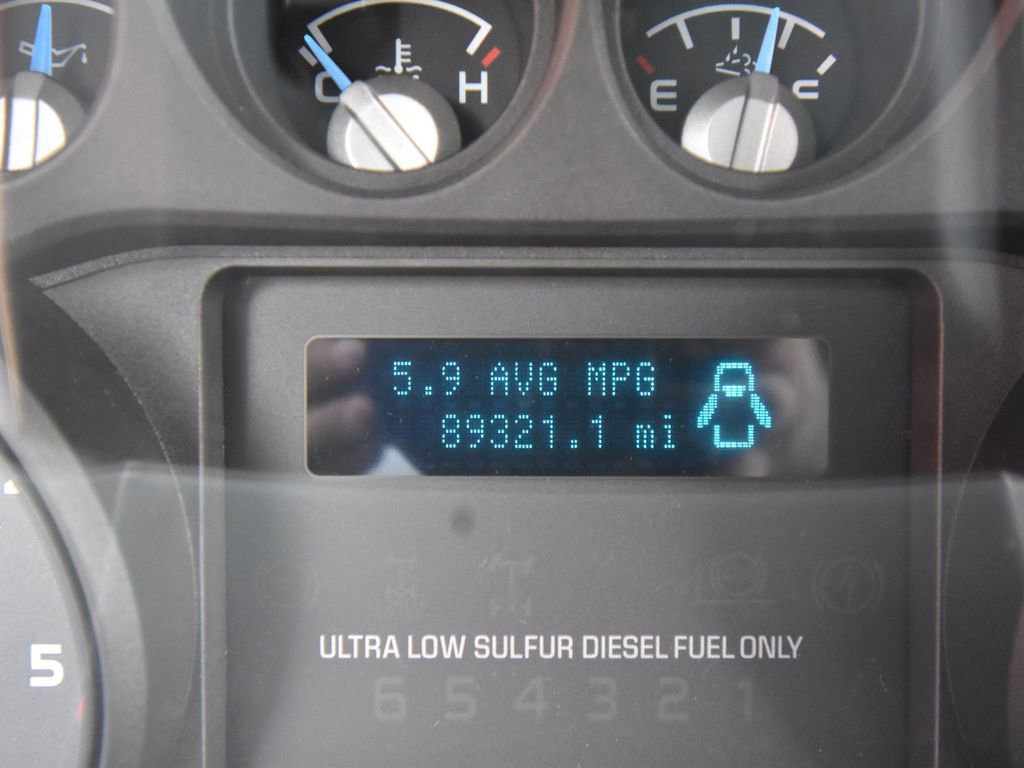 C H
E
5.9 AVG MPG
89321.1 mi
5
ULTRA LOW SULFUR DIESEL FUEL ONLY
6 5 4 3 2 1